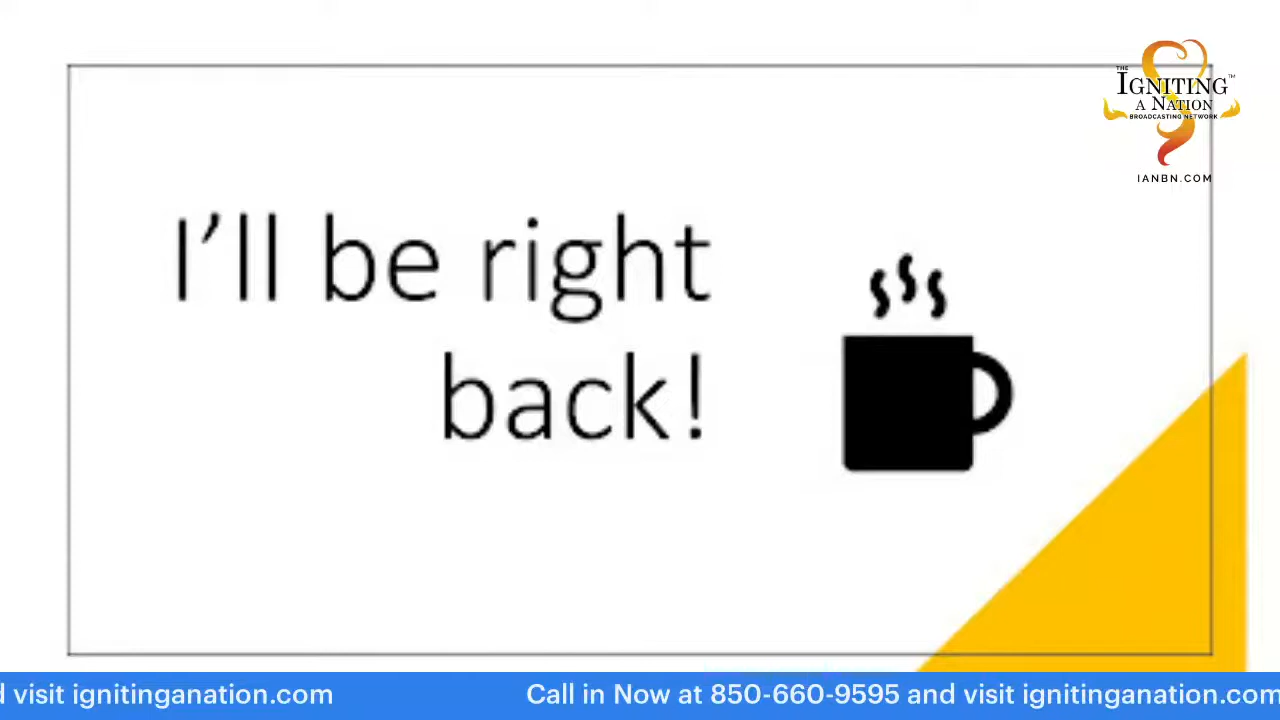 THE
IGNITING™
A NATION
BROADCASTING NETWORK
IANBN.COM
I'll be right
back!
d visit ignitinganation.com Call in Now at 850-660-9595 and visit ignitinganation.com